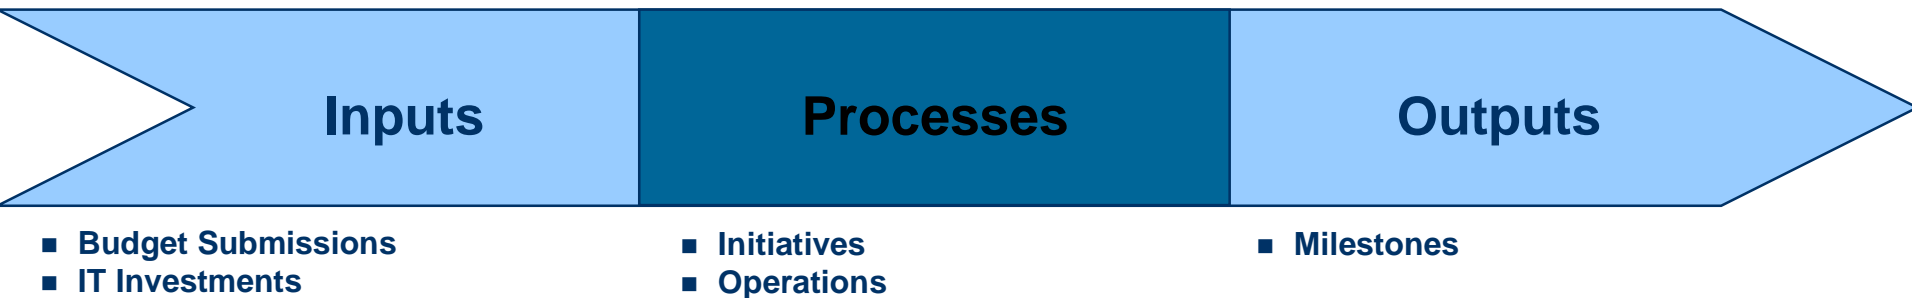 Inputs
Processes
Outputs
■ Budget Submissions
■ IT Investments
■ Initiatives
■ Operations
■ Milestones